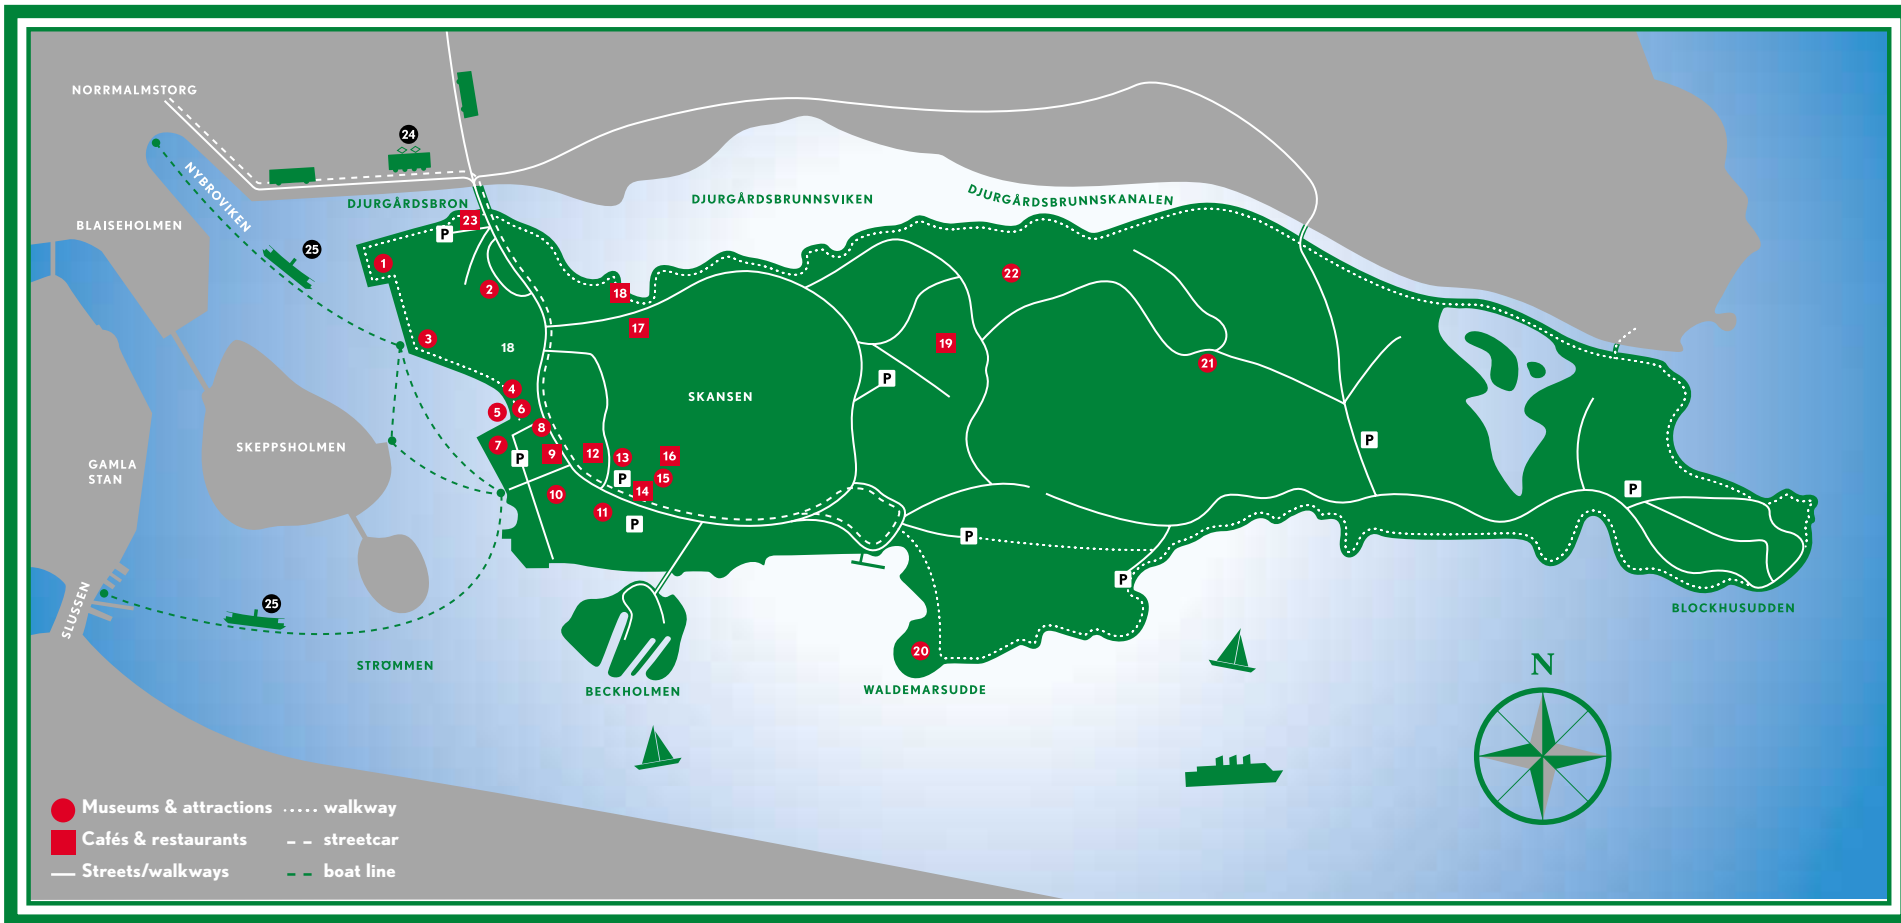 NORRMALMSTORG
24
NYBROVIKEN
DJURGÅRDSBRON
DJURGÅRDSBRUNNSVIKEN
DJURGÅRDSBRUNNSKANALEN
BLAISEHOLMEN
23
P
25
1
2
22
18
17
3
18
19
21
P
SKANSEN
4
5
6
8
7
P
9
12
13
16
P
15
14
10
11
P
P
SKEPPSHOLMEN
GAMLA
STAN
P
P
P
SLUSSEN
25
BLOCKHUSUDDEN
20
STRÖMMEN
BECKHOLMEN
WALDEMARSUDDE
N
Museums & attractions
walkway
Cafés & restaurants
streetcar
Streets/walkways
boat line